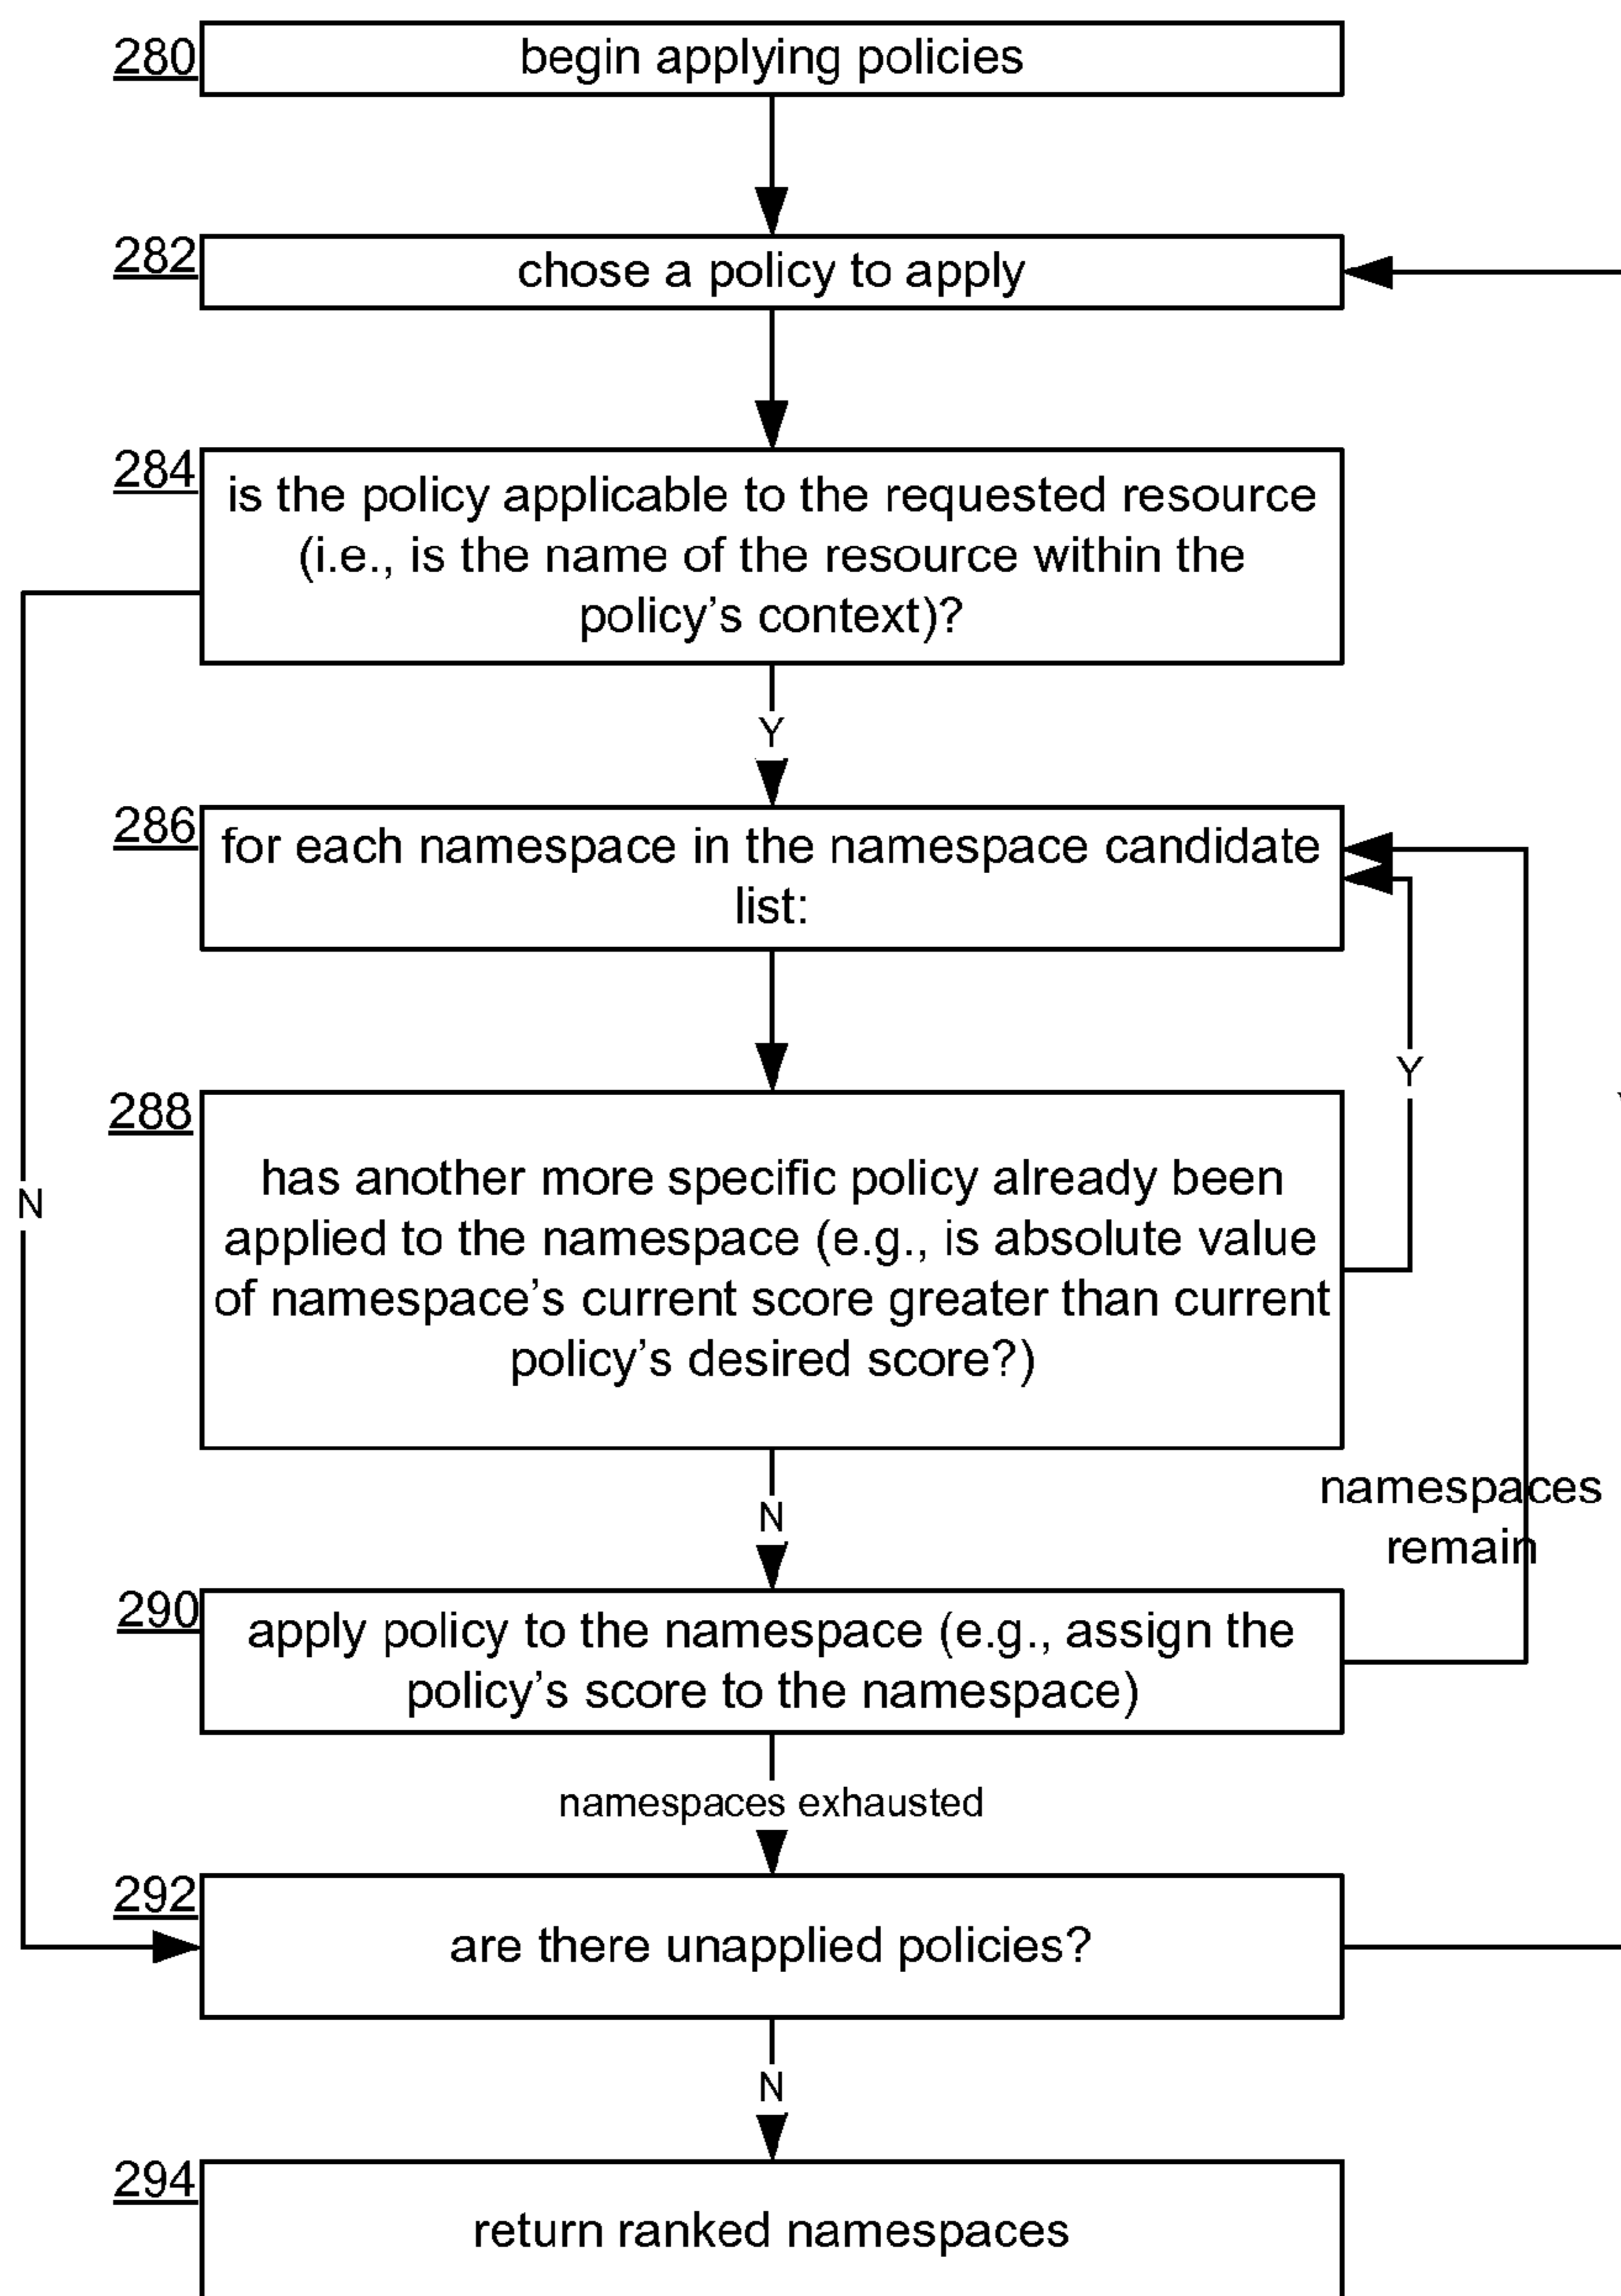 280
begin applying policies
282
chose a policy to apply
284
is the policy applicable to the requested resource
(i.e., is the name of the resource within the
policy's context)?
Y
286
for each namespace in the namespace candidate
list:
Y
288
has another more specific policy already been
applied to the namespace (e.g., is absolute value
of namespace's current score greater than current
policy's desired score?)
N
N
namespaces
remain
290
apply policy to the namespace (e.g., assign the
policy's score to the namespace)
namespaces exhausted
292
are there unapplied policies?
N
294
return ranked namespaces